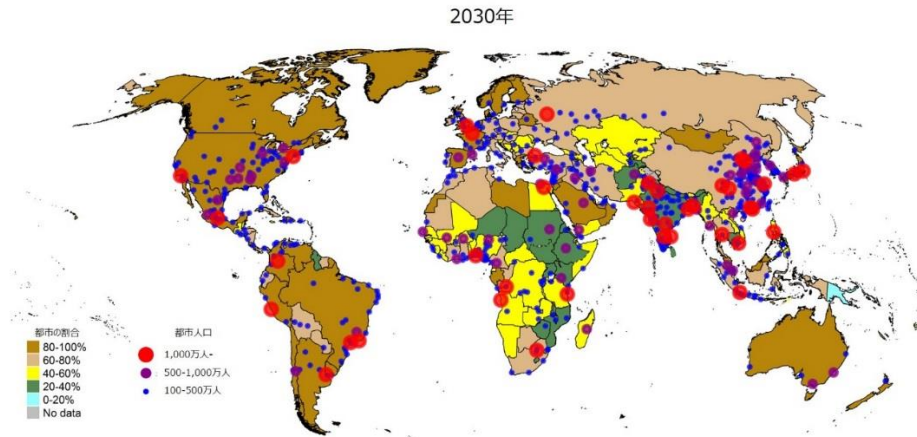 2030年
都市の割合
80-100%
60-80%
40-60%
20-40%
0-20%
No data
都市人口
1,000万人-
500-1,000万人
100-500万人